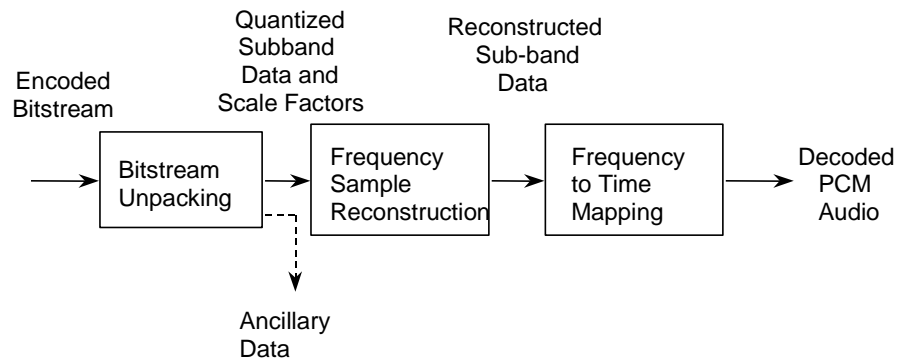 Encoded
Bitstream
Quantized
Subband
Data and
Scale Factors
Reconstructed
Sub-band
Data
Bitstream
Unpacking
Frequency
Sample
Reconstruction
Frequency
to Time
Mapping
Decoded
PCM
Audio
Ancillary
Data